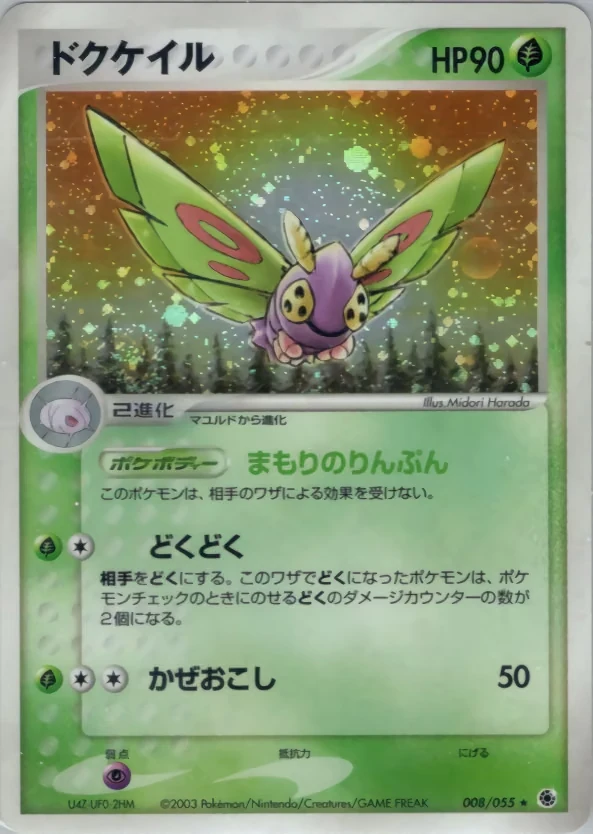 ドクケイル
HP90
Illus.Midori Harada
2進化
マユルドから進化
ポケボディー まもりのりんぷん
このポケモンは、相手のワザによる効果を受けない。
どくどく
相手をどくにする。このワザでどくになったポケモンは、ポケ
モンチェックのときにのせるどくのダメージカウンターの数が
2個になる。
かぜおこし 50
弱点 抵抗力 にげる
U4Z-UF0-2HM ©2003 Pokémon/Nintendo/Creatures/GAME FREAK 008/055 ★